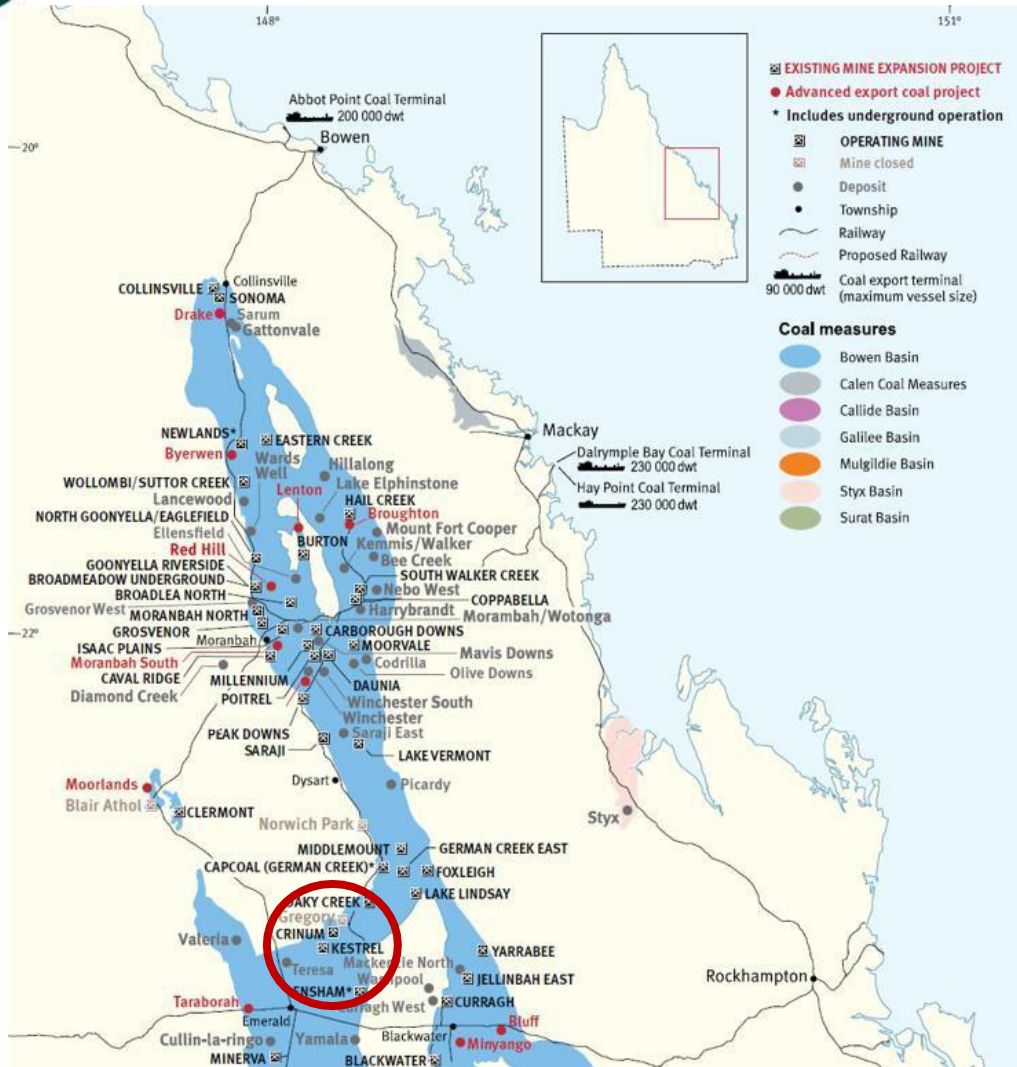 148°
151°
20°
22°
Abbot Point Coal Terminal
200 000 dwt
Bowen
EXISTING MINE EXPANSION PROJECT
Advanced export coal project
* Includes underground operation
OPERATING MINE
Mine closed
Deposit
Township
Railway
Proposed Railway
90 000 dwt
Coal export terminal
(maximum vessel size)
Coal measures
Bowen Basin
Calen Coal Measures
Callide Basin
Galilee Basin
Mulgildie Basin
Styx Basin
Surat Basin
Collinsville
COLLINSVILLE
SONOMA
Drake
Sarum
Gattonvale
Mackay
Dalrymple Bay Coal Terminal
230 000 dwt
Hay Point Coal Terminal
230 000 dwt
NEWLANDS*
EASTERN CREEK
Byerwen
Wards
Well
Hillalong
WOLLOMBI/SUTTOR CREEK
Lake Elphinstone
Lenton
Lancewood
HAIL CREEK
Broughton
NORTH GOONYELLA/EAGLEFIELD
Mount Fort Cooper
Ellensfield
BURTON
Kemmis/Walker
Red Hill
Bee Creek
GOONYELLA RIVERSIDE
SOUTH WALKER CREEK
BROADMEADOW UNDERGROUND
Nebo West
BROADLEA NORTH
COPPABELLA
Grosvenor West
Harrybrandt
MORANBAH NORTH
Morambah/Wotonga
GROSVENOR
CARBOROUGH DOWNS
Moranbah
ISAAC PLAINS
MOORVALE
Mavis Downs
Moranbah South
Codrilla
CAVAL RIDGE
Olive Downs
MILLENNIUM
DAUNIA
Diamond Creek
POITREL
Winchester South
Winchester
PEAK DOWNS
Saraji East
SARAJI
LAKE VERMONT
Dysart
Picardy
Moorlands
Blair Athol
CLERMONT
Styx
Norwich Park
MIDDLEMOUNT
GERMAN CREEK EAST
CAPCOAL (GERMAN CREEK)*
FOXLEIGH
LAKE LINDSAY
OAKY CREEK
Gregory
CRINUM
Valeria
KESTREL
YARRABEE
Teresa
Mackenzie North
Washpool
JELLINBAH EAST
Rockhampton
ENSHAM*
Curragh West
CURRAGH
Taraborah
Emerald
Bluff
Blackwater
Cullin-la-ringo
Yamala
Minyango
MINERVA
BLACKWATER